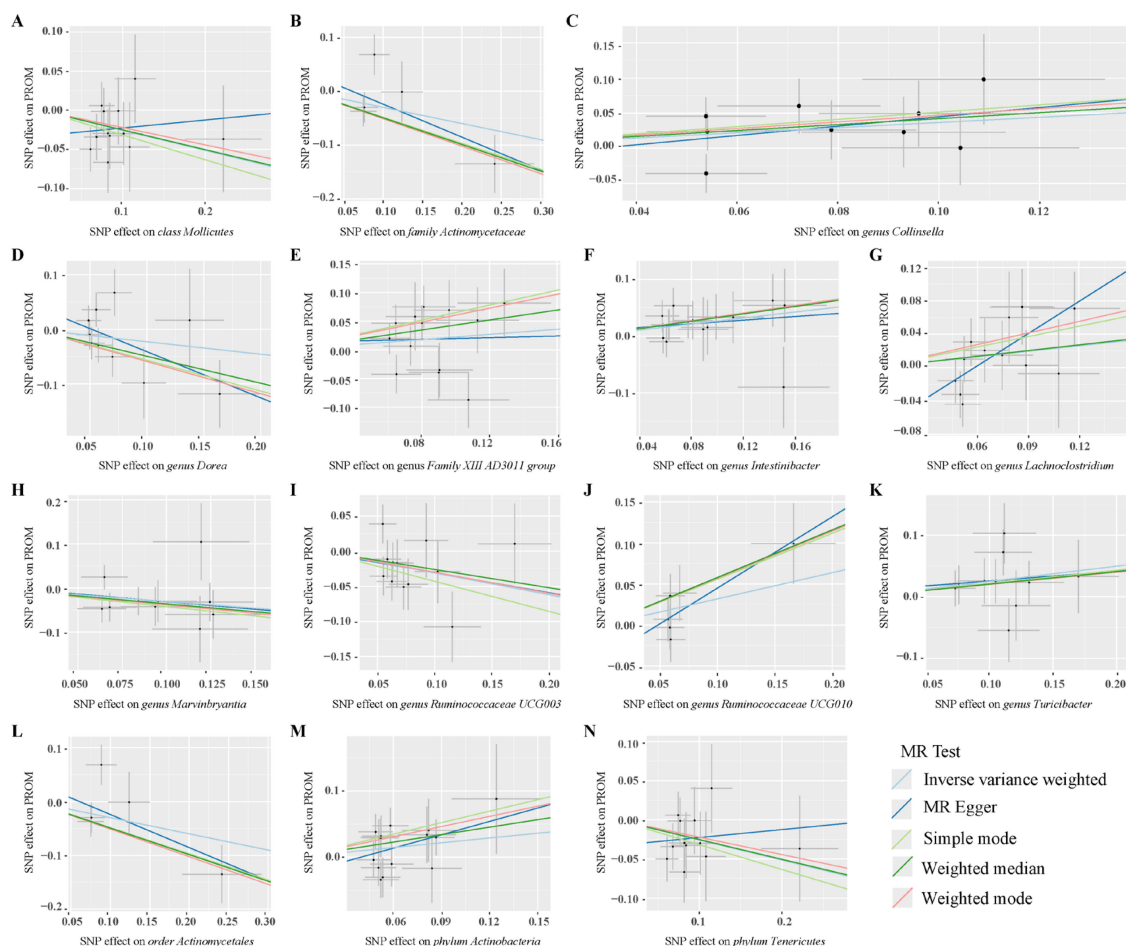 A
0.10
0.05
0.00
−0.05
−0.10
SNP effect on PROM
0.1
0.2
SNP effect on class Mollicutes
B
0.1
0.0
−0.1
−0.2
SNP effect on PROM
0.05
0.10
0.15
0.20
0.25
0.30
SNP effect on family Actinomycetaceae
C
0.15
0.10
0.05
0.00
−0.05
SNP effect on PROM
0.04
0.06
0.08
0.10
0.12
SNP effect on genus Collinsella
D
0.1
0.0
−0.1
SNP effect on PROM
0.05
0.10
0.15
0.20
SNP effect on genus Dorea
E
0.15
0.10
0.05
0.00
−0.05
−0.10
SNP effect on PROM
0.08
0.12
0.16
SNP effect on genus Family XIII AD3011 group
F
0.1
0.0
−0.1
SNP effect on PROM
0.04
0.08
0.12
0.16
SNP effect on genus Intestinibacter
G
0.12
0.08
0.04
0.00
−0.04
−0.08
SNP effect on PROM
0.06
0.09
0.12
SNP effect on genus Lachnoclostridium
H
0.2
0.1
0.0
−0.1
SNP effect on PROM
0.050
0.075
0.100
0.125
0.150
SNP effect on genus Marvinbryantia
I
0.05
0.00
−0.05
−0.10
−0.15
SNP effect on PROM
0.05
0.10
0.15
0.20
SNP effect on genus Ruminococcaceae UCG003
J
0.15
0.10
0.05
0.00
−0.05
SNP effect on PROM
0.05
0.10
0.15
0.20
SNP effect on genus Ruminococcaceae UCG010
K
0.1
0.0
−0.1
SNP effect on PROM
0.05
0.10
0.15
0.20
SNP effect on genus Turicibacter
L
0.1
0.0
−0.1
−0.2
SNP effect on PROM
0.05
0.10
0.15
0.20
0.25
0.30
SNP effect on order Actinomycetales
M
0.1
0.0
SNP effect on PROM
0.06
0.09
0.12
0.15
SNP effect on phylum Actinobacteria
N
0.10
0.05
0.00
−0.05
−0.10
SNP effect on PROM
0.1
0.2
SNP effect on phylum Tenericutes
MR Test
Inverse variance weighted
MR Egger
Simple mode
Weighted median
Weighted mode